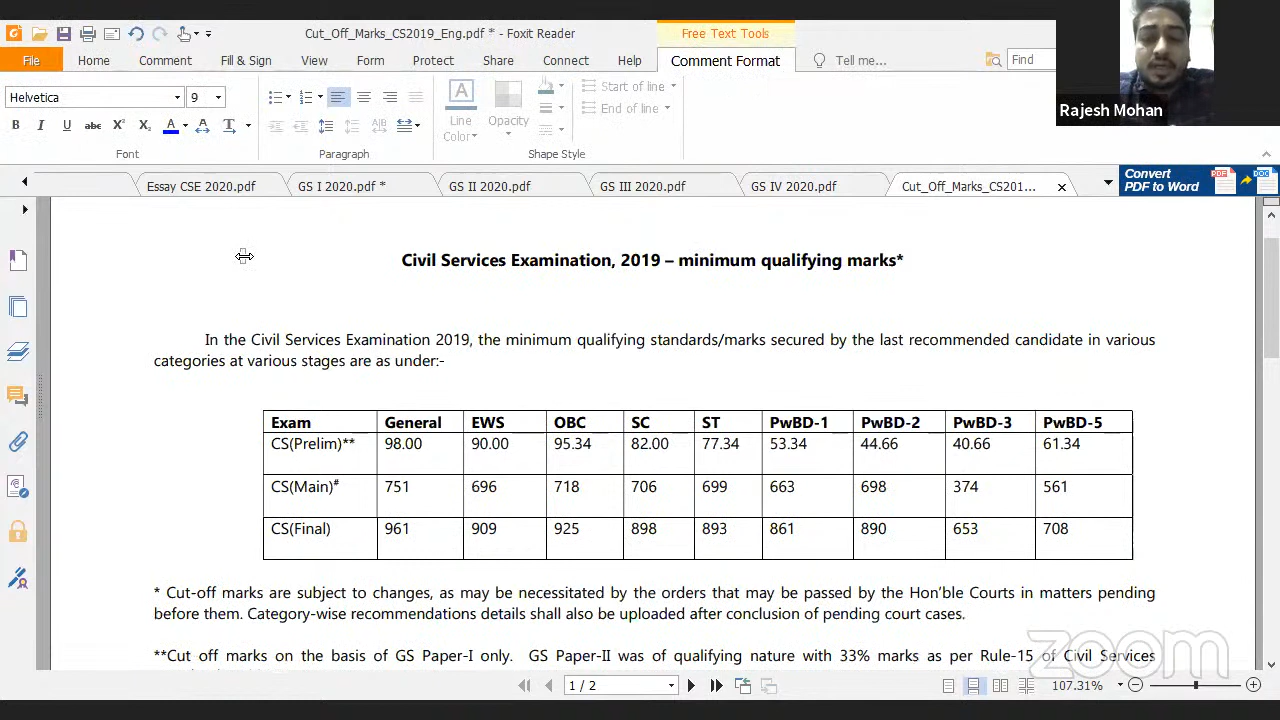 Cut_Off_Marks_CS2019_Eng.pdf * - Foxit Reader
Free Text Tools
File Home Comment Fill & Sign View Form Protect Share Connect Help Comment Format Tell me... Find
Rajesh Mohan
Helvetica 9
Start of line
End of line
Line Color
Opacity
B I U abc X² X₂ A T
Font Paragraph Shape Style
Essay CSE 2020.pdf GS I 2020.pdf * GS II 2020.pdf GS III 2020.pdf GS IV 2020.pdf Cut_Off_Marks_CS201...
Convert
PDF to Word
PDF DOC
Civil Services Examination, 2019 – minimum qualifying marks*
In the Civil Services Examination 2019, the minimum qualifying standards/marks secured by the last recommended candidate in various
categories at various stages are as under:-
Exam General EWS OBC SC ST PwBD-1 PwBD-2 PwBD-3 PwBD-5
CS(Prelim)** 98.00 90.00 95.34 82.00 77.34 53.34 44.66 40.66 61.34
CS(Main)# 751 696 718 706 699 663 698 374 561
CS(Final) 961 909 925 898 893 861 890 653 708
* Cut-off marks are subject to changes, as may be necessitated by the orders that may be passed by the Hon'ble Courts in matters pending
before them. Category-wise recommendations details shall also be uploaded after conclusion of pending court cases.
**Cut off marks on the basis of GS Paper-I only. GS Paper-II was of qualifying nature with 33% marks as per Rule-15 of Civil Services
zoom
1 / 2
107.31%